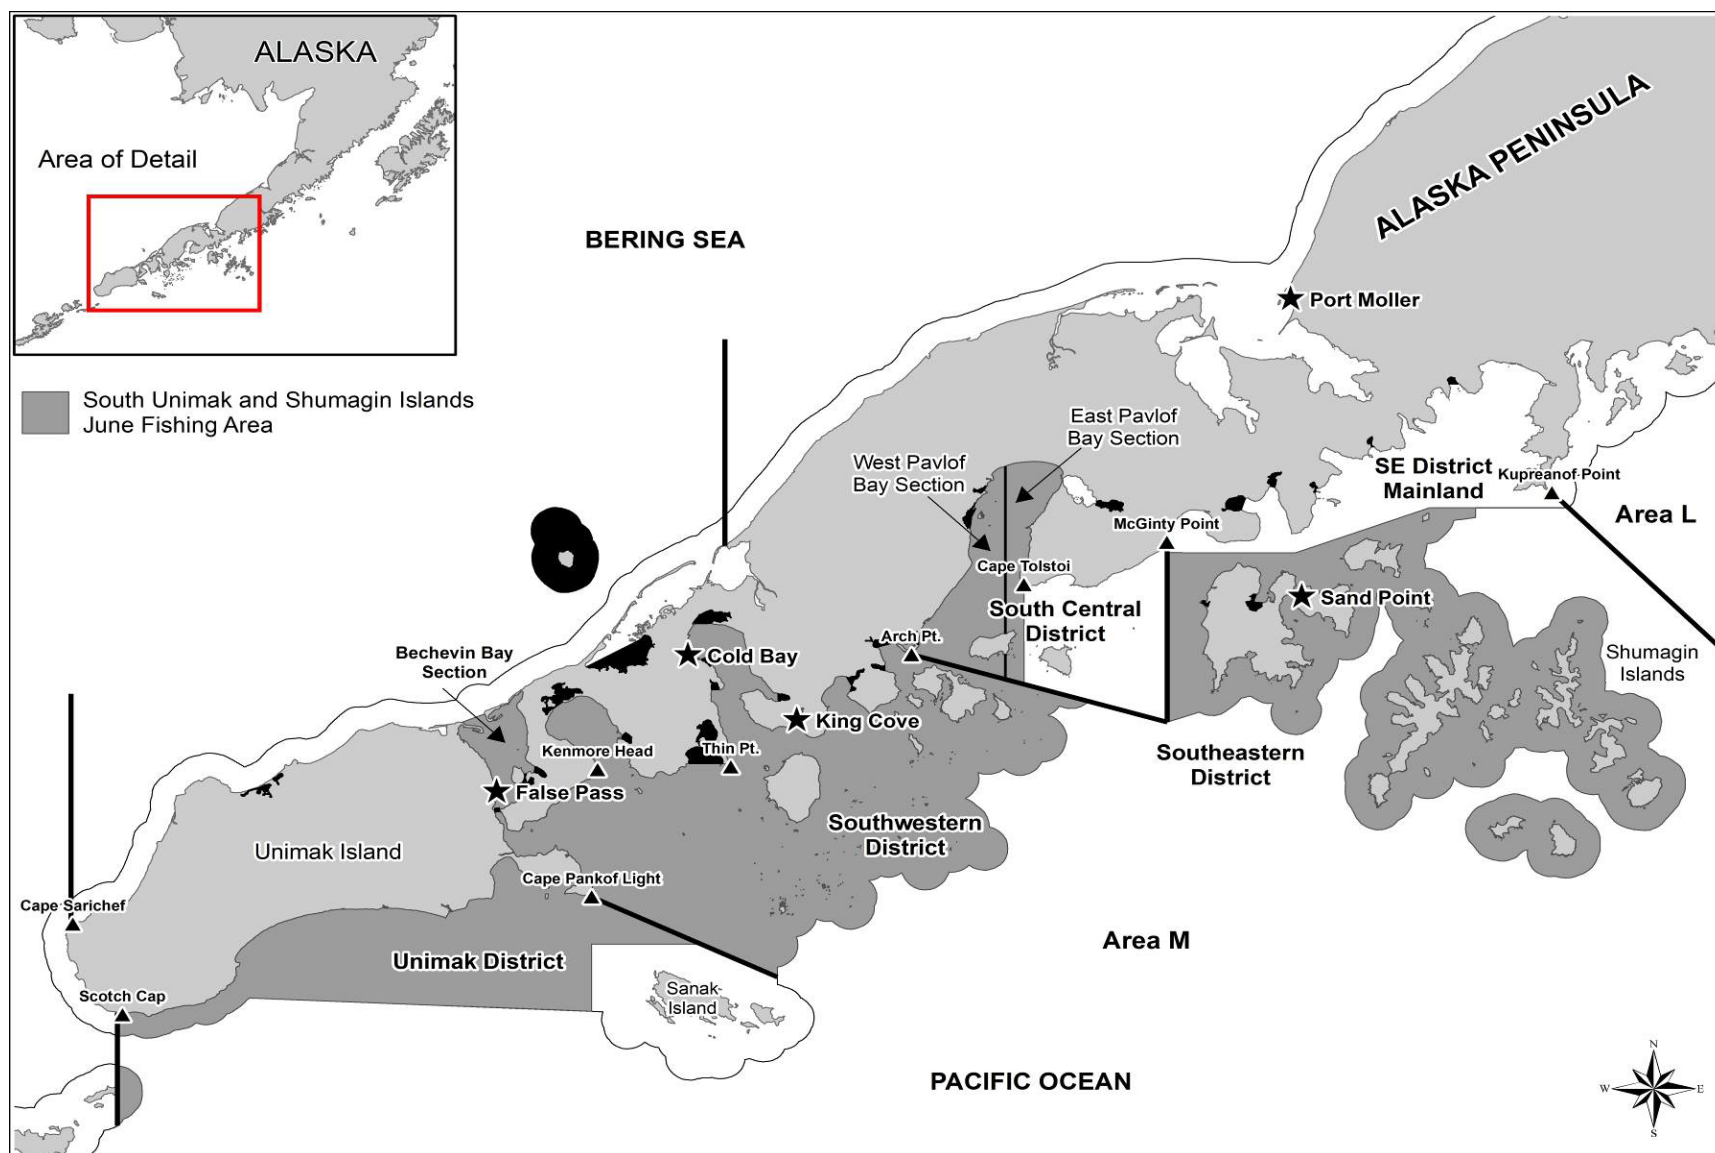 ALASKA
Area of Detail
South Unimak and Shumagin Islands
June Fishing Area
BERING SEA
ALASKA PENINSULA
Port Moller
East Pavlof
Bay Section
West Pavlof
Bay Section
SE District
Mainland
Kupreanof Point
Area L
McGinty Point
Cape Tolstoi
South Central
District
Sand Point
Arch Pt.
Shumagin
Islands
Cold Bay
Bechevin Bay
Section
King Cove
Kenmore Head
Thin Pt.
Southeastern
District
False Pass
Southwestern
District
Unimak Island
Cape Pankof Light
Cape Sarichef
Area M
Unimak District
Sanak
Island
Scotch Cap
PACIFIC OCEAN
N
W
E
S